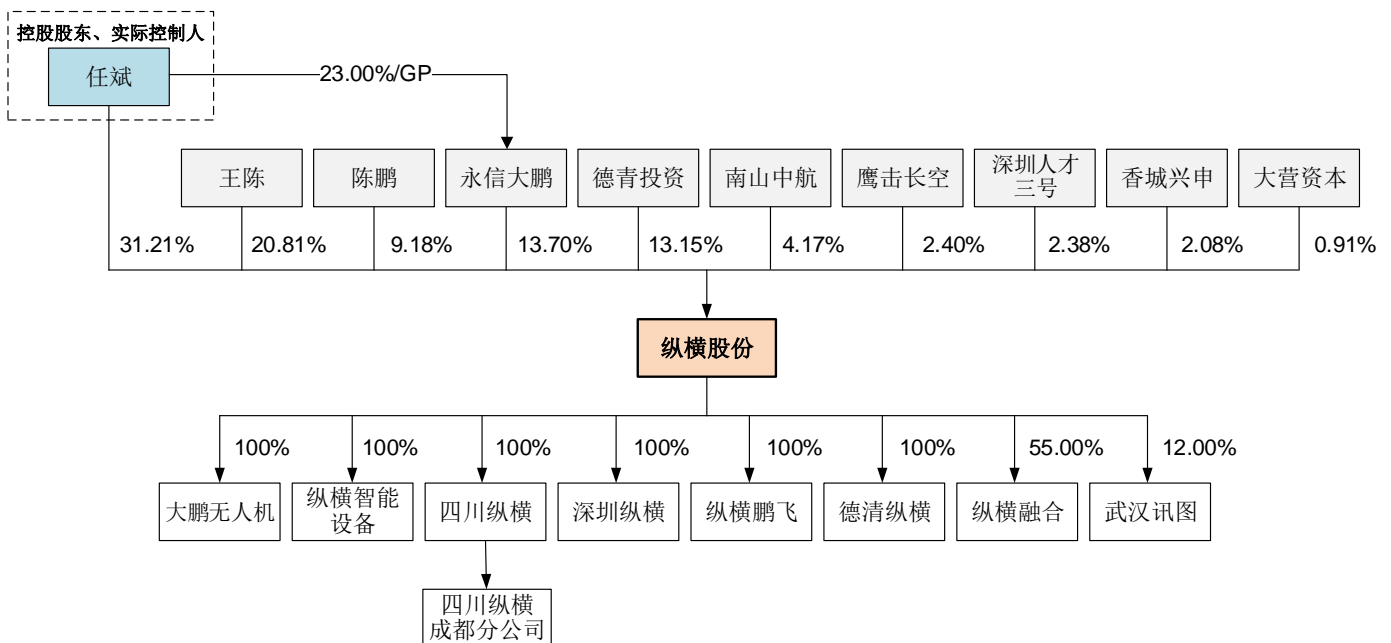 控股股东、实际控制人
任斌
23.00%/GP
王陈
陈鹏
永信大鹏
德青投资
南山中航
鹰击长空
深圳人才
三号
香城兴申
大营资本
31.21%
20.81%
9.18%
13.70%
13.15%
4.17%
2.40%
2.38%
2.08%
0.91%
纵横股份
100%
100%
100%
100%
100%
100%
55.00%
12.00%
大鹏无人机
纵横智能
设备
四川纵横
深圳纵横
纵横鹏飞
德清纵横
纵横融合
武汉讯图
四川纵横
成都分公司